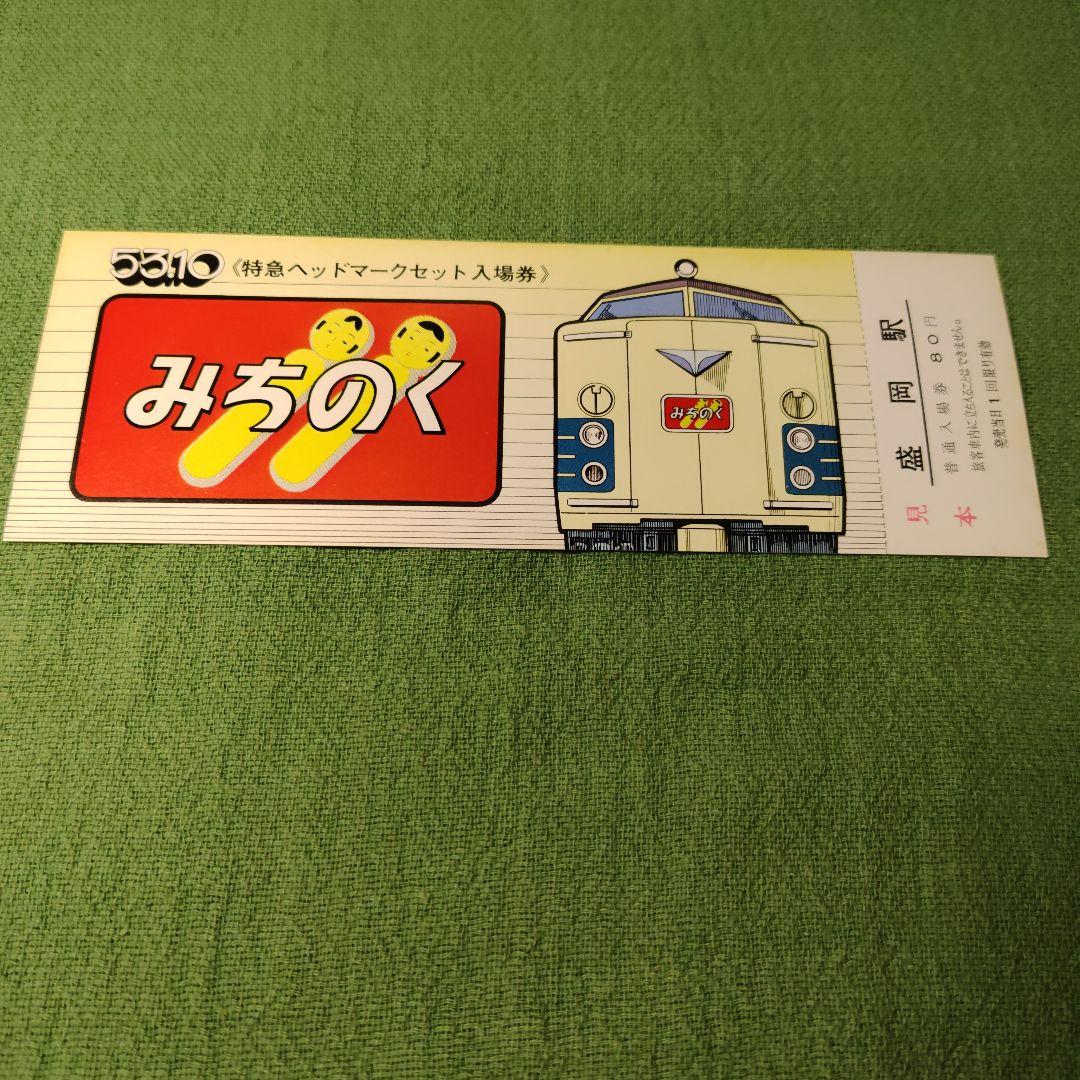 53.10
《特急ヘッドマークセット入場券》
みちのく
みちのく
盛岡駅
普通入場券 80円
旅客車内に立ち入ることはできません。
発売当日1回限り有効
見本